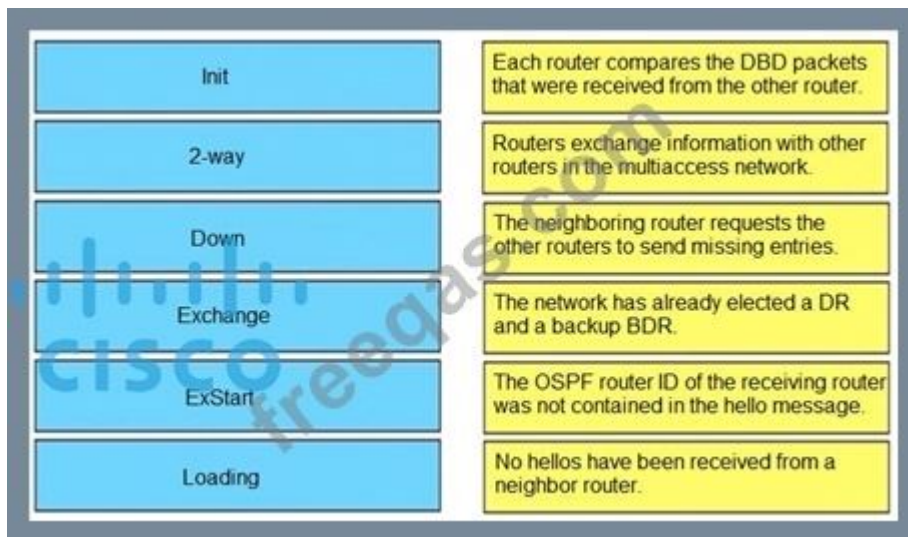 Init
Each router compares the DBD packets
that were received from the other router.
2-way
Routers exchange information with other
routers in the multiaccess network.
Down
The neighboring router requests the
other routers to send missing entries.
Exchange
The network has already elected a DR
and a backup BDR.
ExStart
The OSPF router ID of the receiving router
was not contained in the hello message.
Loading
No hellos have been received from a
neighbor router.
CISCO
freeqas.com